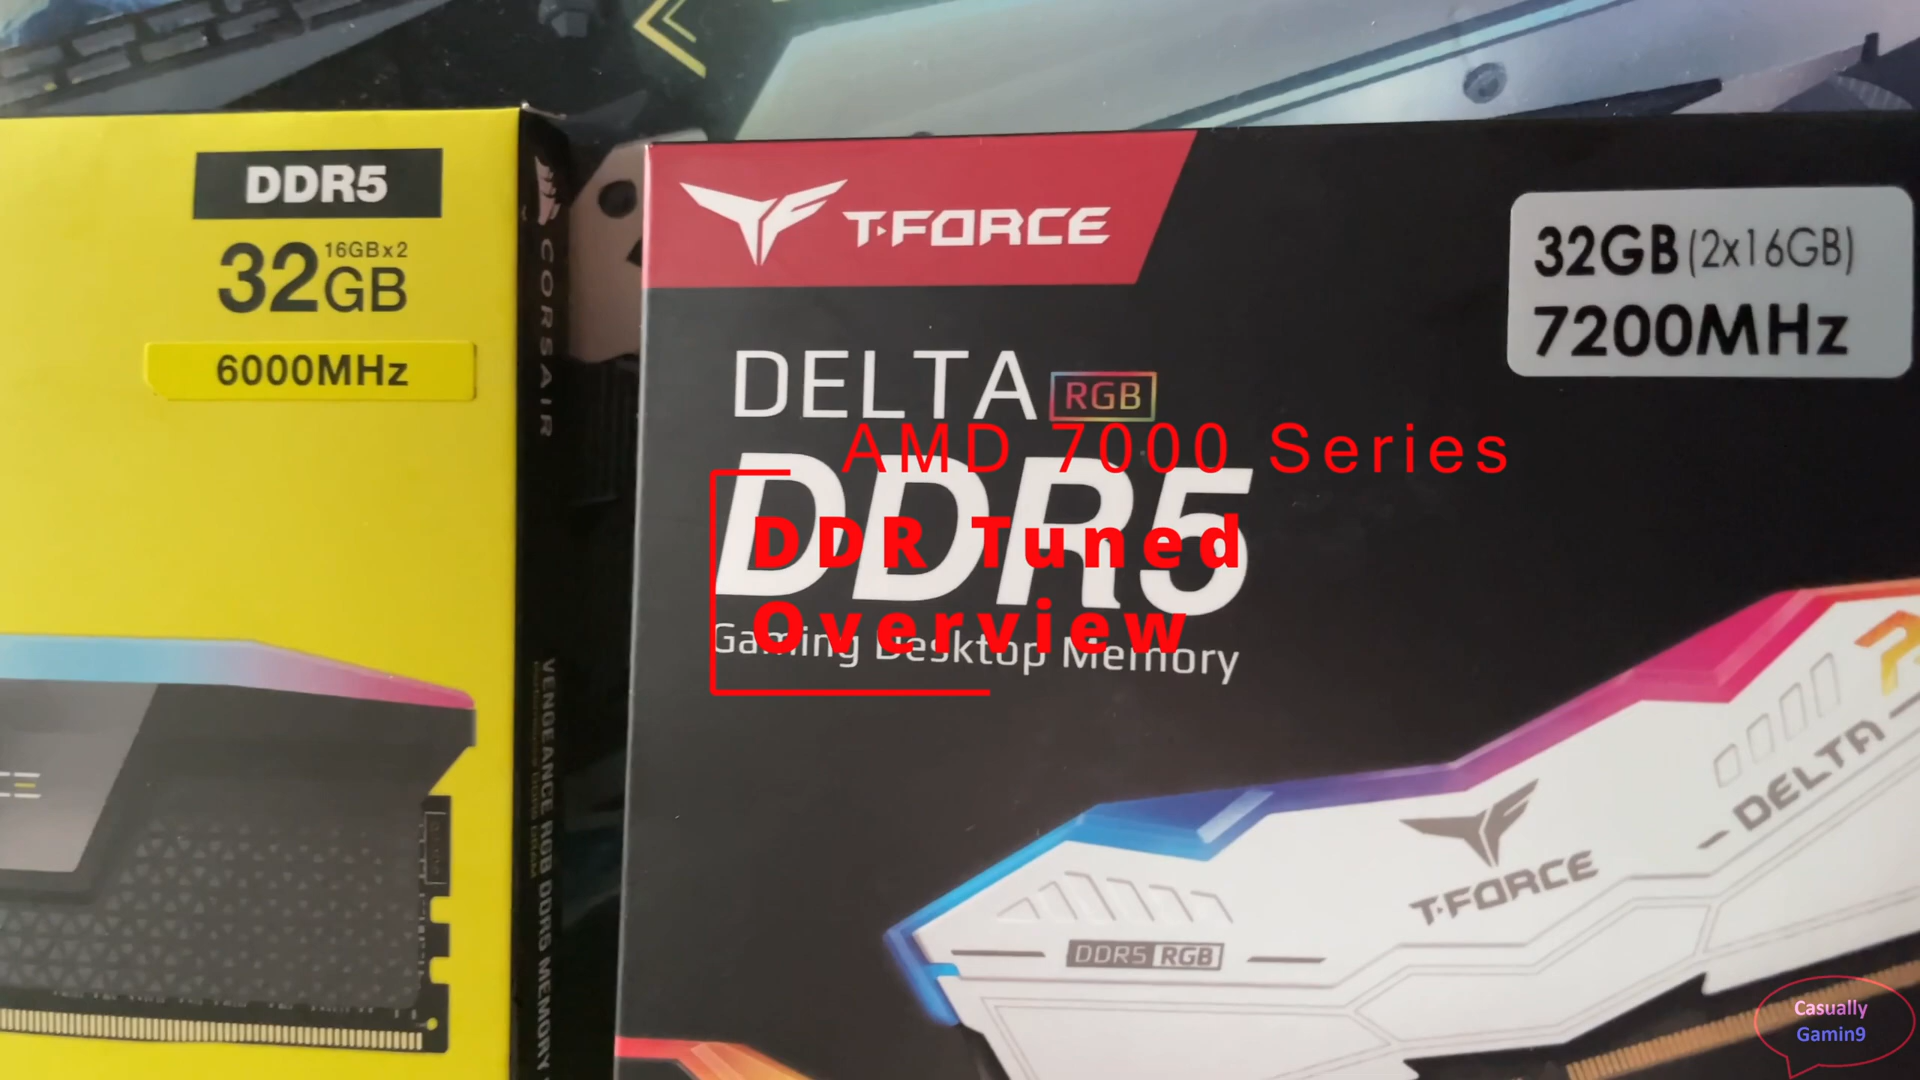 DDR5
16GBx2
32GB
6000MHz
CORSAIR
VENGEANCE RGB DDR5 MEMORY
T-FORCE
32GB (2x16GB)
7200MHz
DELTA RGB
AMD 7000 Series
DDR5
DDR Tuned
Overview
Gaming Desktop Memory
DELTA
T-FORCE
DDR5 RGB
Casually
Gamin9